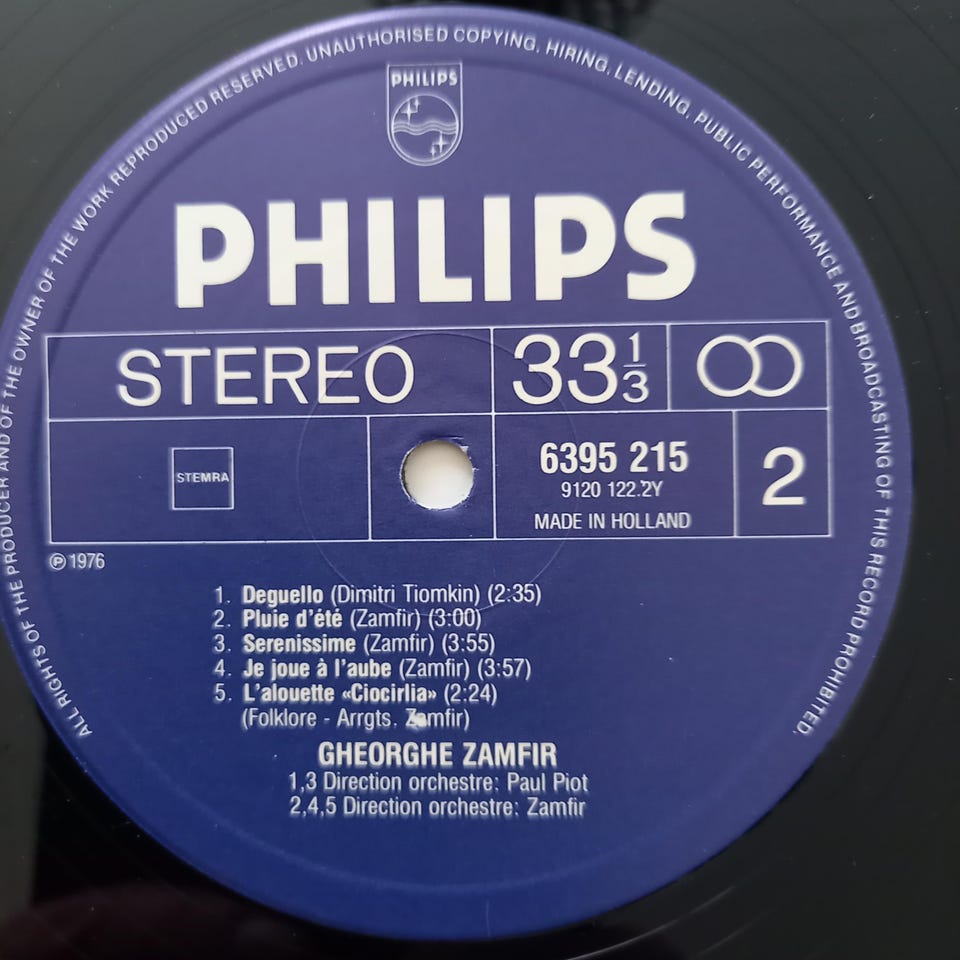 ALL RIGHTS OF THE PRODUCER AND OF THE OWNER OF THE WORK REPRODUCED RESERVED. UNAUTHORISED COPYING, HIRING, LENDING, PUBLIC PERFORMANCE AND BROADCASTING OF THIS RECORD PROHIBITED.
PHILIPS
PHILIPS
STEREO 33 1/3
STEMRA
6395 215
9120 122.2Y
MADE IN HOLLAND
2
℗ 1976
1. Deguello (Dimitri Tiomkin) (2:35)
2. Pluie d'été (Zamfir) (3:00)
3. Serenissime (Zamfir) (3:55)
4. Je joue à l'aube (Zamfir) (3:57)
5. L'alouette «Ciocirlia» (2:24)
(Folklore - Arrgts. Zamfir)
GHEORGHE ZAMFIR
1,3 Direction orchestre: Paul Piot
2,4,5 Direction orchestre: Zamfir